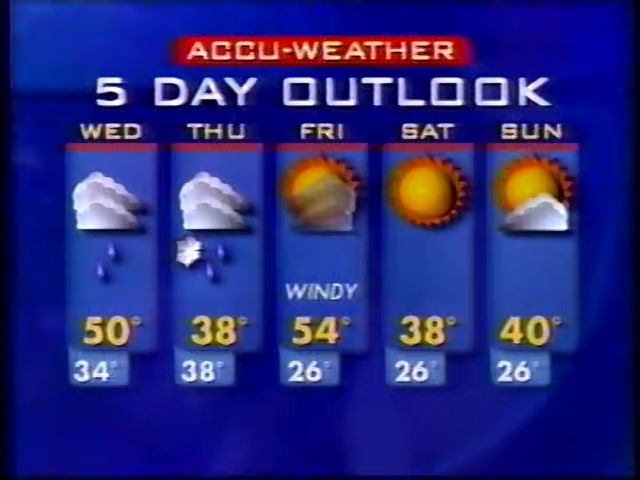 ACCU-WEATHER
5 DAY OUTLOOK
WED THU FRI SAT SUN
WINDY
50° 38° 54° 38° 40°
34° 38° 26° 26° 26°